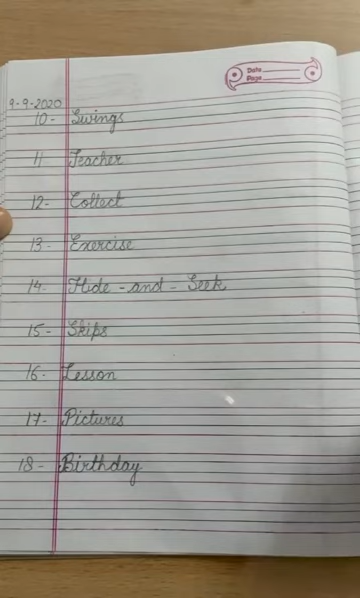 Date
Page
9-9-2020
10- Swings
11 Teacher
12- Collect
13- Exercise
14- Hide - and - Seek
15- Skips
16- Lesson
17- Pictures
18- Birthday